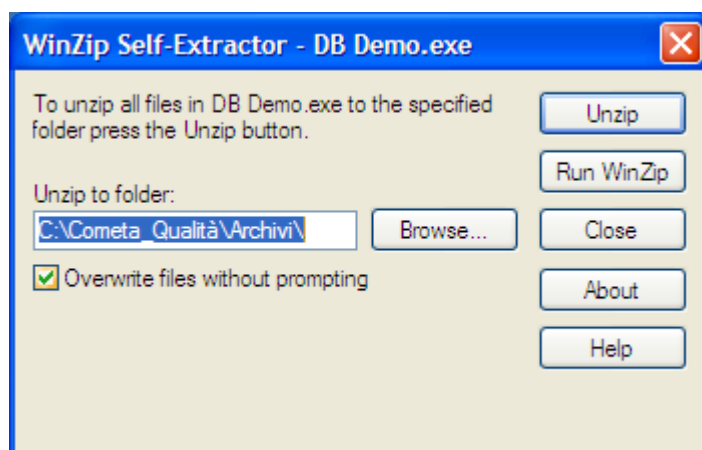 WinZip Self-Extractor - DB Demo.exe
To unzip all files in DB Demo.exe to the specified
folder press the Unzip button.
Unzip
Run WinZip
Unzip to folder:
C:\Cometa_Qualità\Archivi\
Browse...
Close
Overwrite files without prompting
About
Help